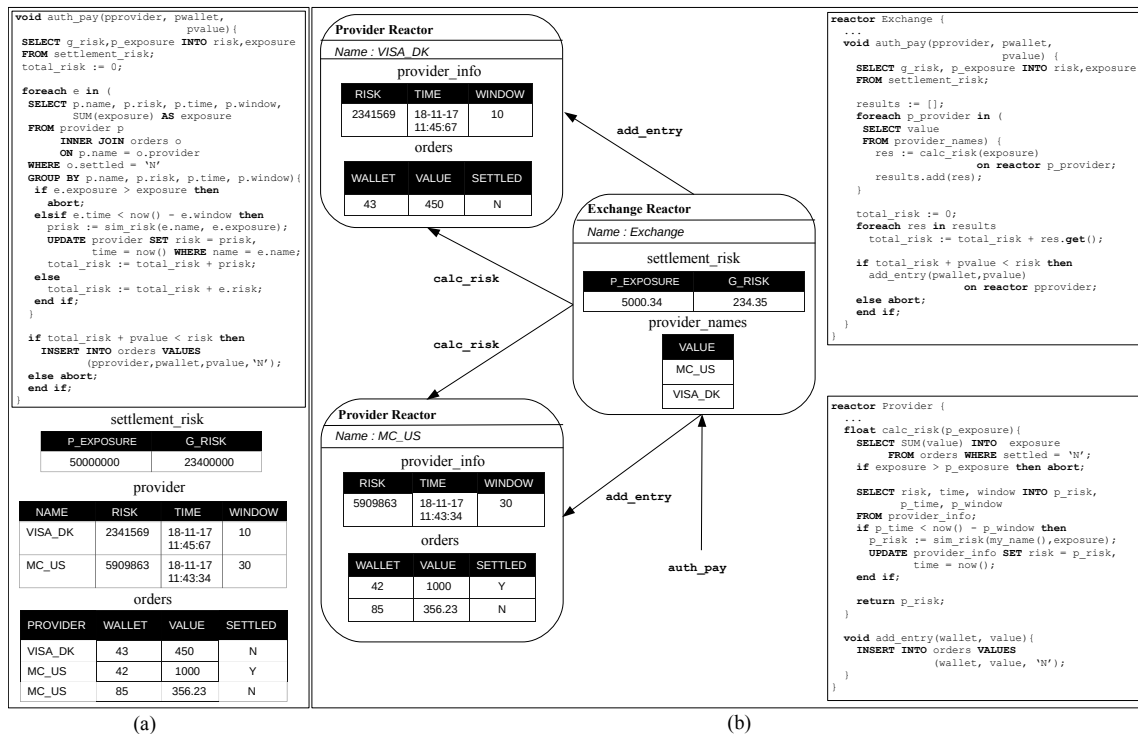 void auth_pay(pprovider, pwallet,
pvalue){
SELECT g_risk,p_exposure INTO risk,exposure
FROM settlement_risk;
total_risk := 0;
foreach e in (
SELECT p.name, p.risk, p.time, p.window,
SUM(exposure) AS exposure
FROM provider p
INNER JOIN orders o
ON p.name = o.provider
WHERE o.settled = ‘N’
GROUP BY p.name, p.risk, p.time, p.window){
if e.exposure > exposure then
abort;
elsif e.time < now() - e.window then
prisk := sim_risk(e.name, e.exposure);
UPDATE provider SET risk = prisk,
time = now() WHERE name = e.name;
total_risk := total_risk + prisk;
else
total_risk := total_risk + e.risk;
end if;
}
if total_risk + pvalue < risk then
INSERT INTO orders VALUES
(pprovider,pwallet,pvalue,‘N’);
else abort;
end if;
}
settlement_risk
P_EXPOSURE G_RISK
50000000 23400000
provider
NAME RISK TIME WINDOW
VISA_DK 2341569 18-11-17 10
11:45:67
MC_US 5909863 18-11-17 30
11:43:34
orders
PROVIDER WALLET VALUE SETTLED
VISA_DK 43 450 N
MC_US 42 1000 Y
MC_US 85 356.23 N
(a)
Provider Reactor
Name : VISA_DK
provider_info
RISK TIME WINDOW
2341569 18-11-17 10
11:45:67
orders
WALLET VALUE SETTLED
43 450 N
add_entry
calc_risk
calc_risk
add_entry
auth_pay
Exchange Reactor
Name : Exchange
settlement_risk
P_EXPOSURE G_RISK
5000.34 234.35
provider_names
VALUE
MC_US
VISA_DK
Provider Reactor
Name : MC_US
provider_info
RISK TIME WINDOW
5909863 18-11-17 30
11:43:34
orders
WALLET VALUE SETTLED
42 1000 Y
85 356.23 N
reactor Exchange {
...
void auth_pay(pprovider, pwallet,
pvalue) {
SELECT g_risk, p_exposure INTO risk,exposure
FROM settlement_risk;
results := [];
foreach p_provider in (
SELECT value
FROM provider_names) {
res := calc_risk(exposure)
on reactor p_provider;
results.add(res);
}
total_risk := 0;
foreach res in results
total_risk := total_risk + res.get();
if total_risk + pvalue < risk then
add_entry(pwallet,pvalue)
on reactor pprovider;
else abort;
end if;
}
}
reactor Provider {
...
float calc_risk(p_exposure){
SELECT SUM(value) INTO exposure
FROM orders WHERE settled = ‘N’;
if exposure > p_exposure then abort;
SELECT risk, time, window INTO p_risk,
p_time, p_window
FROM provider_info;
if p_time < now() - p_window then
p_risk := sim_risk(my_name(),exposure);
UPDATE provider_info SET risk = p_risk,
time = now();
end if;
return p_risk;
}
void add_entry(wallet, value){
INSERT INTO orders VALUES
(wallet, value, ‘N’);
}
}
(b)